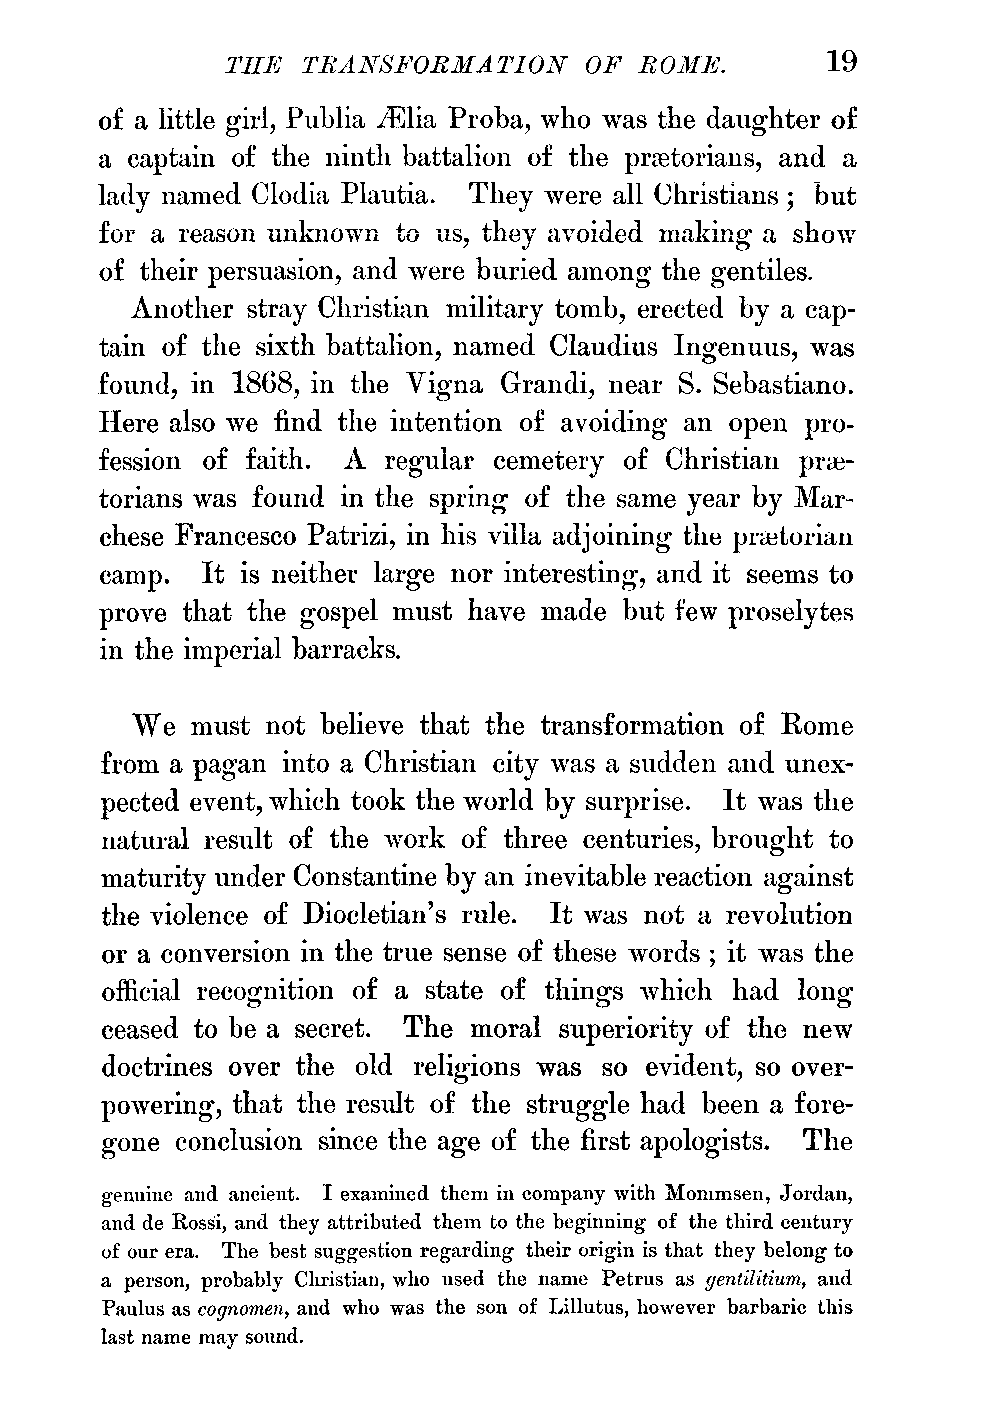 THE TRANSFORMATION OF ROME. 19
of a little girl, Publia Ælia Proba, who was the daughter of
a captain of the ninth battalion of the prætorians, and a
lady named Clodia Plautia. They were all Christians ; but
for a reason unknown to us, they avoided making a show
of their persuasion, and were buried among the gentiles.
Another stray Christian military tomb, erected by a cap-
tain of the sixth battalion, named Claudius Ingenuus, was
found, in 1868, in the Vigna Grandi, near S. Sebastiano.
Here also we find the intention of avoiding an open pro-
fession of faith. A regular cemetery of Christian præ-
torians was found in the spring of the same year by Mar-
chese Francesco Patrizi, in his villa adjoining the prætorian
camp. It is neither large nor interesting, and it seems to
prove that the gospel must have made but few proselytes
in the imperial barracks.
We must not believe that the transformation of Rome
from a pagan into a Christian city was a sudden and unex-
pected event, which took the world by surprise. It was the
natural result of the work of three centuries, brought to
maturity under Constantine by an inevitable reaction against
the violence of Diocletian's rule. It was not a revolution
or a conversion in the true sense of these words ; it was the
official recognition of a state of things which had long
ceased to be a secret. The moral superiority of the new
doctrines over the old religions was so evident, so over-
powering, that the result of the struggle had been a fore-
gone conclusion since the age of the first apologists. The
genuine and ancient. I examined them in company with Mommsen, Jordan,
and de Rossi, and they attributed them to the beginning of the third century
of our era. The best suggestion regarding their origin is that they belong to
a person, probably Christian, who used the name Petrus as gentilitium, and
Paulus as cognomen, and who was the son of Lillutus, however barbaric this
last name may sound.